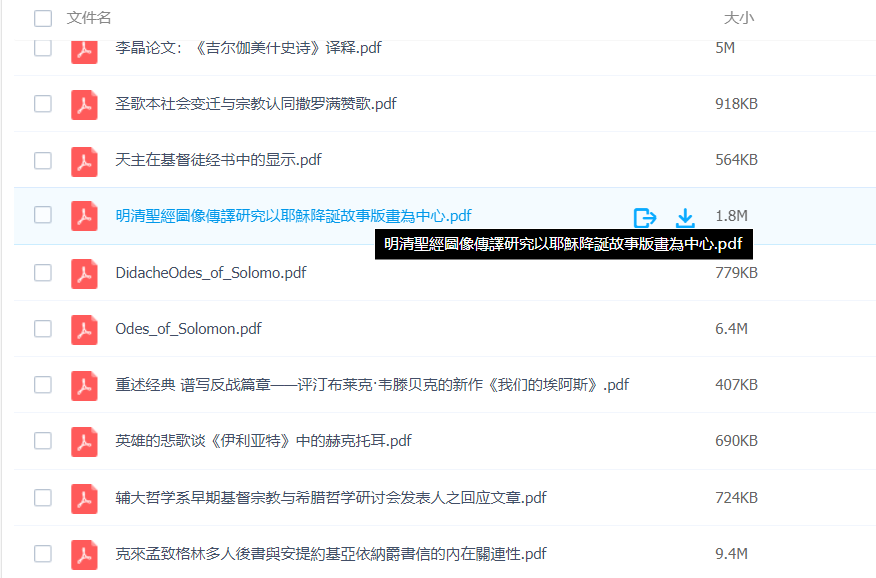 文件名 大小
李晶论文：《吉尔伽美什史诗》译释.pdf 5M
圣歌本社会变迁与宗教认同撒罗满赞歌.pdf 918KB
天主在基督徒经书中的显示.pdf 564KB
明清聖經圖像傳譯研究以耶穌降誕故事版畫為中心.pdf 1.8M
明清聖經圖像傳譯研究以耶穌降誕故事版畫為中心.pdf
DidacheOdes_of_Solomo.pdf 779KB
Odes_of_Solomon.pdf 6.4M
重述经典 谱写反战篇章——评汀布莱克·韦滕贝克的新作《我们的埃阿斯》.pdf 407KB
英雄的悲歌谈《伊利亚特》中的赫克托耳.pdf 690KB
辅大哲学系早期基督宗教与希腊哲学研讨会发表人之回应文章.pdf 724KB
克來孟致格林多人後書與安提約基亞依納爵書信的內在關連性.pdf 9.4M